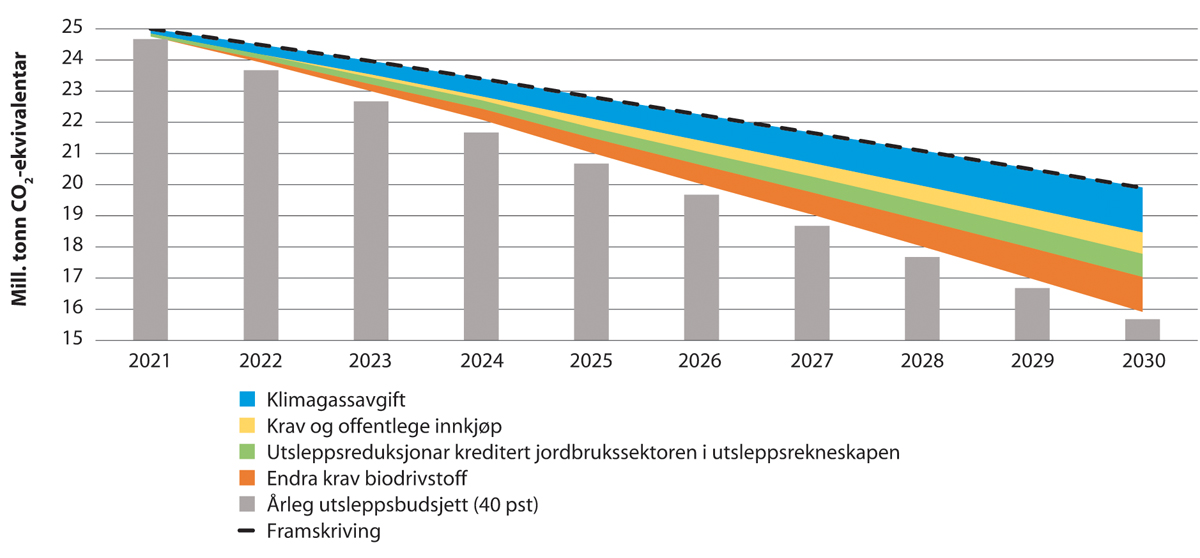 Mill. tonn CO₂-ekvivalentar
25
24
23
22
21
20
19
18
17
16
15
2021 2022 2023 2024 2025 2026 2027 2028 2029 2030
Klimagassavgift
Krav og offentlege innkjøp
Utsleppsreduksjonar kreditert jordbrukssektoren i utsleppsrekneskapen
Endra krav biodrivstoff
Årleg utsleppsbudsjett (40 pst)
Framskriving